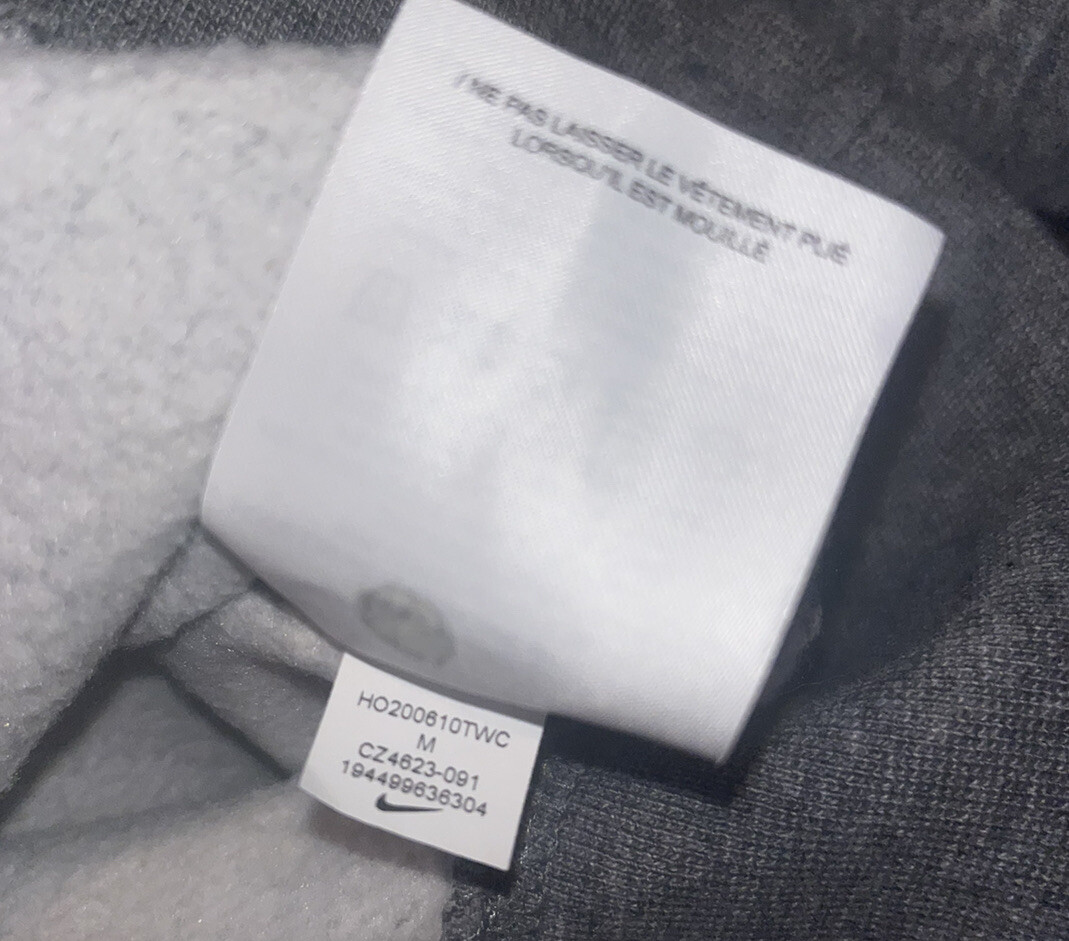 / NE PAS LAISSER LE VÊTEMENT PLIÉ
LORSQU'IL EST MOUILLÉ
HO200610TWC
M
CZ4623-091
194499636304